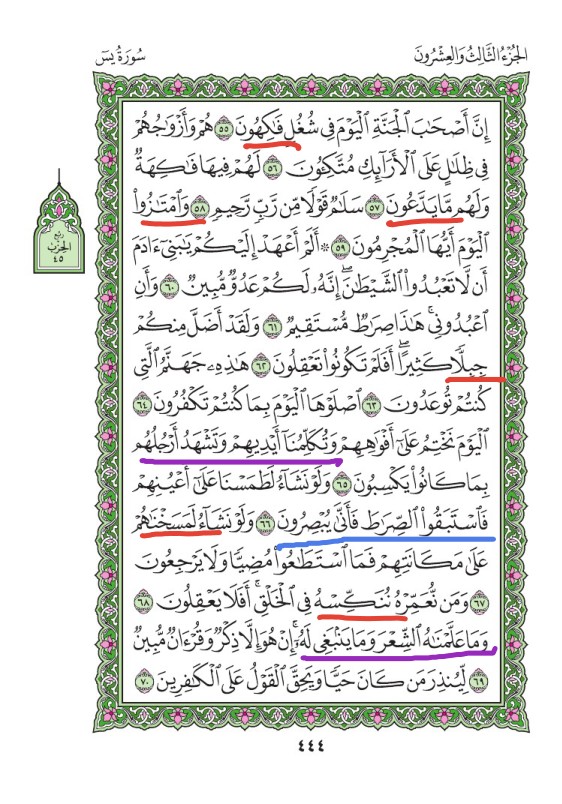 الجُزْءُ الثَّالِثُ وَالعِشْرُونَ
سُورَةُ يسٓ
إِنَّ أَصْحَٰبَ ٱلْجَنَّةِ ٱلْيَوْمَ فِى شُغُلٍ فَٰكِهُونَ ٥٥ هُمْ وَأَزْوَٰجُهُمْ
فِى ظِلَٰلٍ عَلَى ٱلْأَرَآئِكِ مُتَّكِـُٔونَ ٥٦ لَهُمْ فِيهَا فَٰكِهَةٌ
وَلَهُم مَّا يَدَّعُونَ ٥٧ سَلَٰمٌ قَوْلًا مِّن رَّبٍّ رَّحِيمٍ ٥٨ وَٱمْتَٰزُوا۟
ٱلْيَوْمَ أَيُّهَا ٱلْمُجْرِمُونَ ٥٩ ۞ أَلَمْ أَعْهَدْ إِلَيْكُمْ يَٰبَنِىٓ ءَادَمَ
أَن لَّا تَعْبُدُوا۟ ٱلشَّيْطَٰنَ ۖ إِنَّهُۥ لَكُمْ عَدُوٌّ مُّبِينٌ ٦٠ وَأَنِ
ٱعْبُدُونِى ۚ هَٰذَا صِرَٰطٌ مُّسْتَقِيمٌ ٦١ وَلَقَدْ أَضَلَّ مِنكُمْ
جِبِلًّا كَثِيرًا ۖ أَفَلَمْ تَكُونُوا۟ تَعْقِلُونَ ٦٢ هَٰذِهِۦ جَهَنَّمُ ٱلَّتِى
كُنتُمْ تُوعَدُونَ ٦٣ ٱصْلَوْهَا ٱلْيَوْمَ بِمَا كُنتُمْ تَكْفُرُونَ ٦٤
ٱلْيَوْمَ نَخْتِمُ عَلَىٰٓ أَفْوَٰهِهِمْ وَتُكَلِّمُنَآ أَيْدِيهِمْ وَتَشْهَدُ أَرْجُلُهُم
بِمَا كَانُوا۟ يَكْسِبُونَ ٦٥ وَلَوْ نَشَآءُ لَطَمَسْنَا عَلَىٰٓ أَعْيُنِهِمْ
فَٱسْتَبَقُوا۟ ٱلصِّرَٰطَ فَأَنَّىٰ يُبْصِرُونَ ٦٦ وَلَوْ نَشَآءُ لَمَسَخْنَٰهُمْ
عَلَىٰ مَكَانَتِهِمْ فَمَا ٱسْتَطَٰعُوا۟ مُضِيًّا وَلَا يَرْجِعُونَ
٦٧ وَمَن نُّعَمِّرْهُ نُنَكِّسْهُ فِى ٱلْخَلْقِ ۖ أَفَلَا يَعْقِلُونَ ٦٨
وَمَا عَلَّمْنَٰهُ ٱلشِّعْرَ وَمَا يَنۢبَغِى لَهُۥٓ ۚ إِنْ هُوَ إِلَّا ذِكْرٌ وَقُرْءَانٌ مُّبِينٌ
٦٩ لِّيُنذِرَ مَن كَانَ حَيًّا وَيَحِقَّ ٱلْقَوْلُ عَلَى ٱلْكَٰفِرِينَ ٧٠
ربع
الحزب
٤٥
٤٤٤